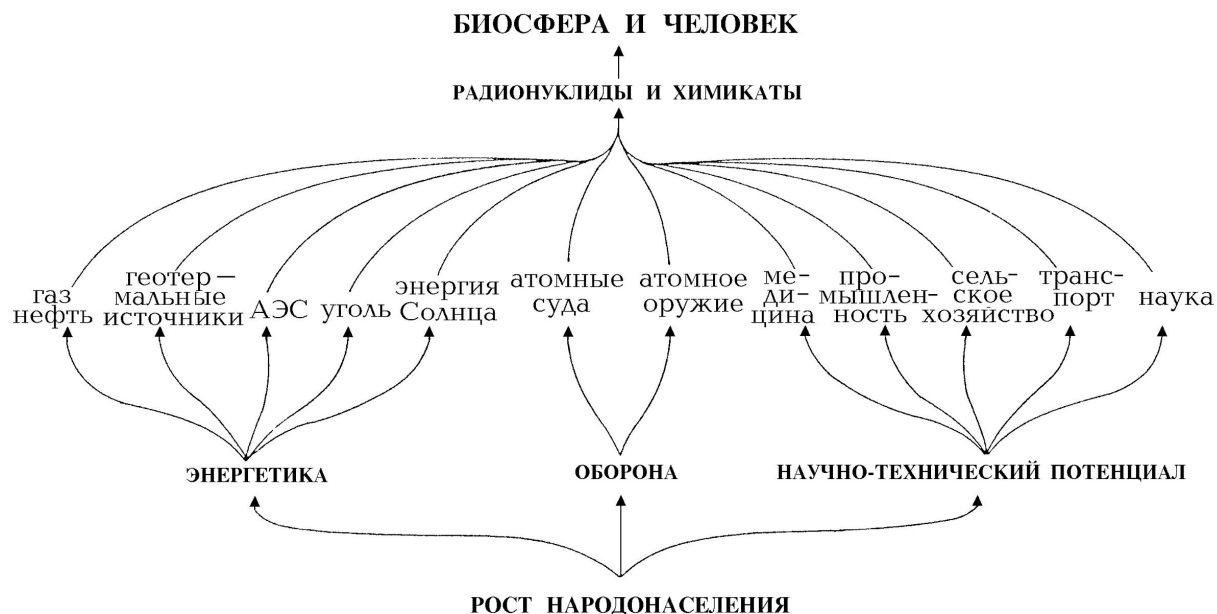 БИОСФЕРА И ЧЕЛОВЕК
РАДИОНУКЛИДЫ И ХИМИКАТЫ
газ
нефть
геотер —
мальные
источники
АЭС
уголь
энергия
Солнца
атомные
суда
атомное
оружие
ме-
ди-
цина
про-
мышлен-
ность
сель-
ское
хозяйство
транс-
порт
наука
ЭНЕРГЕТИКА
ОБОРОНА
НАУЧНО-ТЕХНИЧЕСКИЙ ПОТЕНЦИАЛ
РОСТ НАРОДОНАСЕЛЕНИЯ